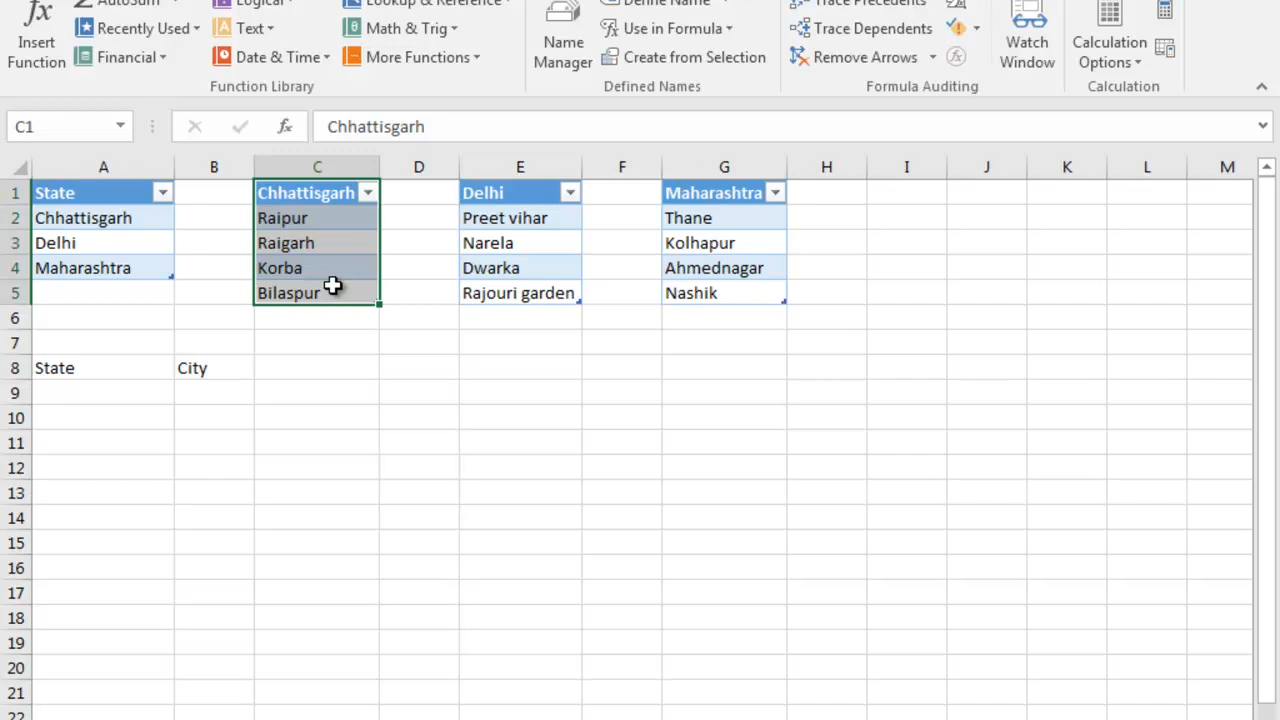 AutoSum Logical Lookup & Reference Define Name Trace Precedents
fx Recently Used Text Math & Trig Use in Formula Trace Dependents
Insert Function
Financial Date & Time More Functions
Name Manager
Create from Selection Remove Arrows
Watch Window
Calculation Options
Function Library Defined Names Formula Auditing Calculation
C1 fx Chhattisgarh
A B C D E F G H I J K L M
1 State Chhattisgarh Delhi Maharashtra
2 Chhattisgarh Raipur Preet vihar Thane
3 Delhi Raigarh Narela Kolhapur
4 Maharashtra Korba Dwarka Ahmednagar
5 Bilaspur Rajouri garden Nashik
6
7
8 State City
9
10
11
12
13
14
15
16
17
18
19
20
21
22